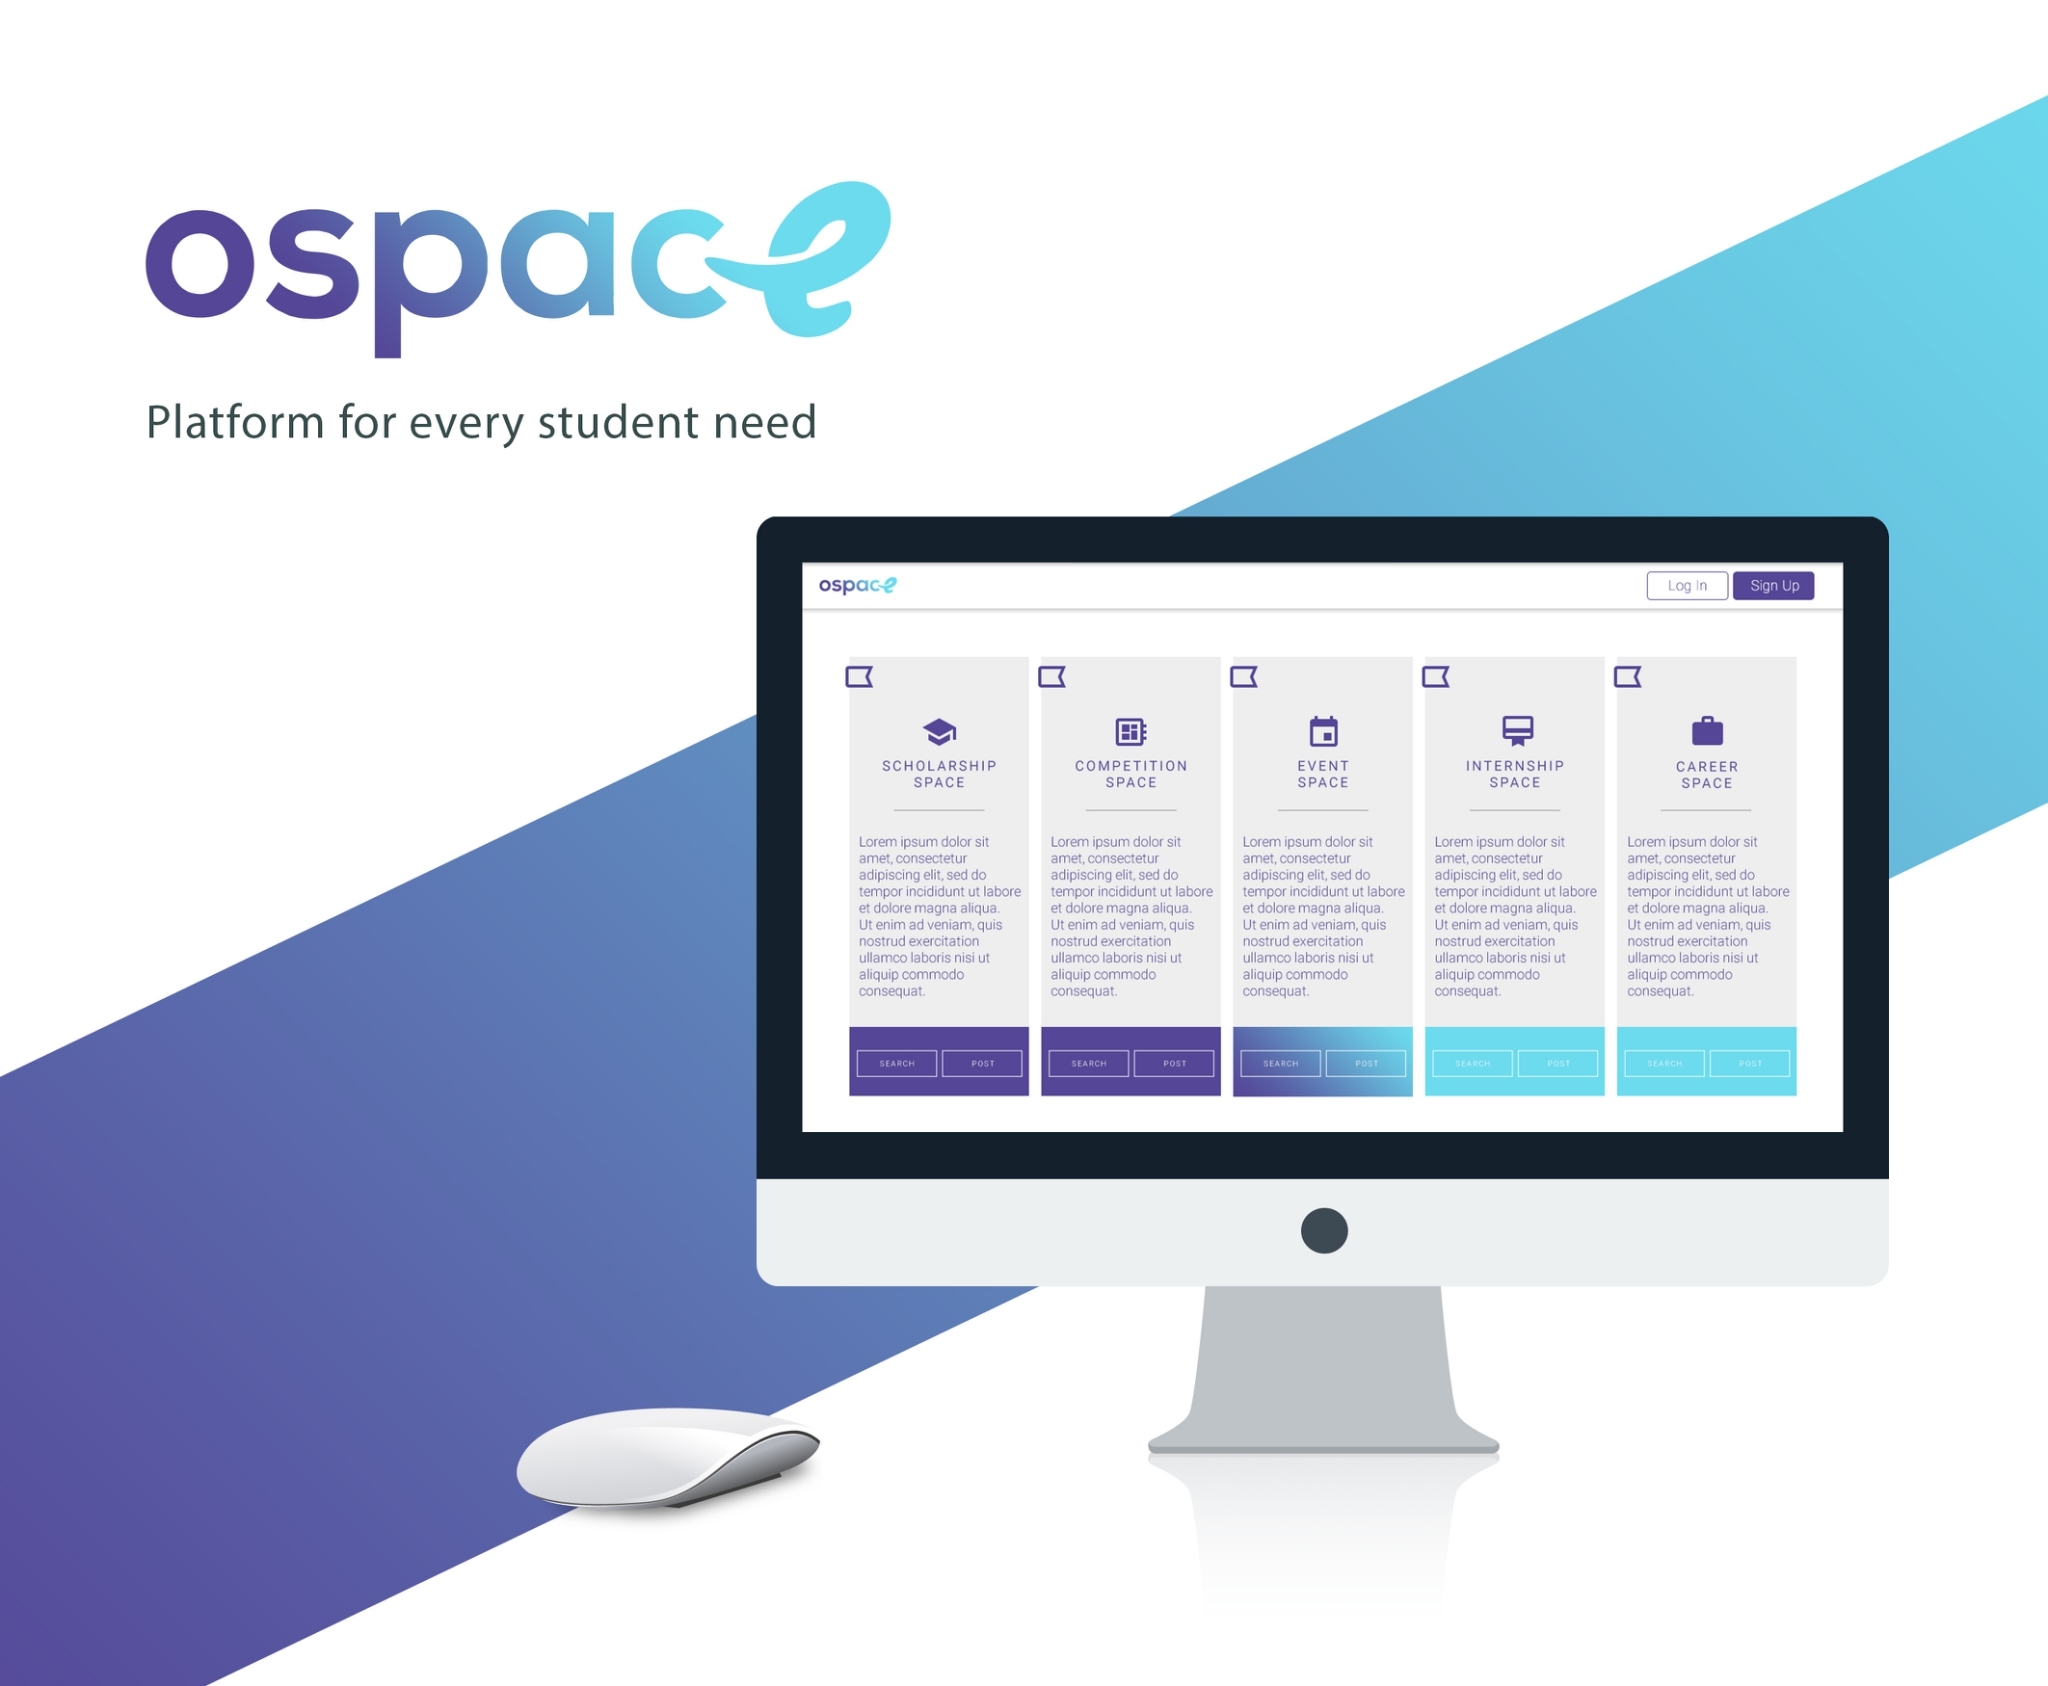 ospace
Platform for every student need
ospace
Log In
Sign Up
SCHOLARSHIP
SPACE
Lorem ipsum dolor sit
amet, consectetur
adipiscing elit, sed do
tempor incididunt ut labore
et dolore magna aliqua.
Ut enim ad veniam, quis
nostrud exercitation
ullamco laboris nisi ut
aliquip commodo
consequat.
SEARCH
POST
COMPETITION
SPACE
Lorem ipsum dolor sit
amet, consectetur
adipiscing elit, sed do
tempor incididunt ut labore
et dolore magna aliqua.
Ut enim ad veniam, quis
nostrud exercitation
ullamco laboris nisi ut
aliquip commodo
consequat.
SEARCH
POST
EVENT
SPACE
Lorem ipsum dolor sit
amet, consectetur
adipiscing elit, sed do
tempor incididunt ut labore
et dolore magna aliqua.
Ut enim ad veniam, quis
nostrud exercitation
ullamco laboris nisi ut
aliquip commodo
consequat.
SEARCH
POST
INTERNSHIP
SPACE
Lorem ipsum dolor sit
amet, consectetur
adipiscing elit, sed do
tempor incididunt ut labore
et dolore magna aliqua.
Ut enim ad veniam, quis
nostrud exercitation
ullamco laboris nisi ut
aliquip commodo
consequat.
SEARCH
POST
CAREER
SPACE
Lorem ipsum dolor sit
amet, consectetur
adipiscing elit, sed do
tempor incididunt ut labore
et dolore magna aliqua.
Ut enim ad veniam, quis
nostrud exercitation
ullamco laboris nisi ut
aliquip commodo
consequat.
SEARCH
POST